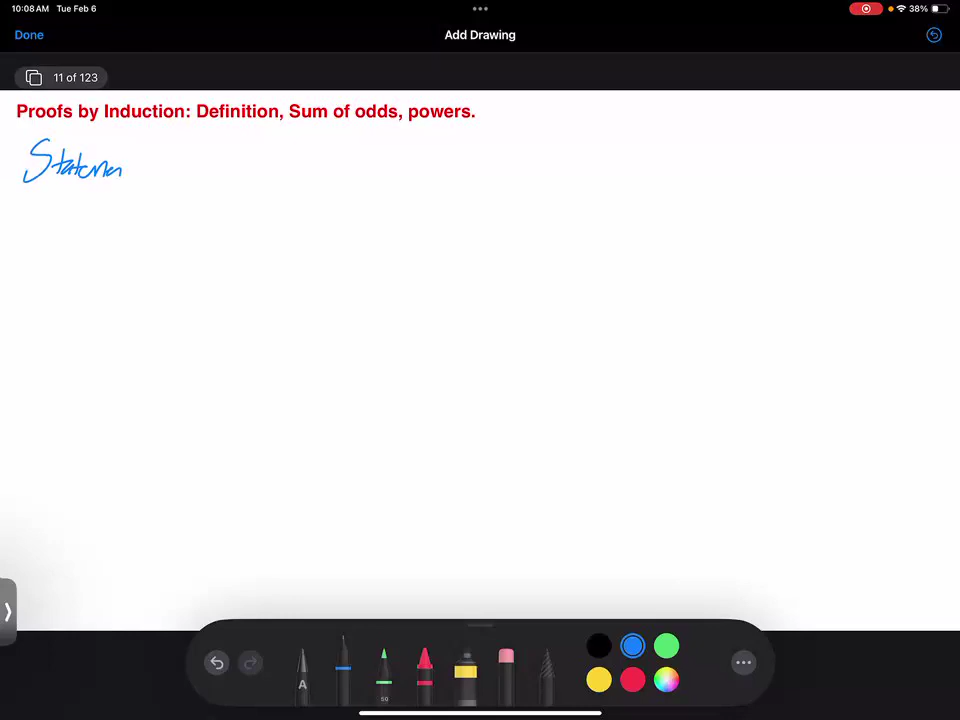 10:08 AM Tue Feb 6
38%
Done
Add Drawing
11 of 123
Proofs by Induction: Definition, Sum of odds, powers.
Statem
A
50